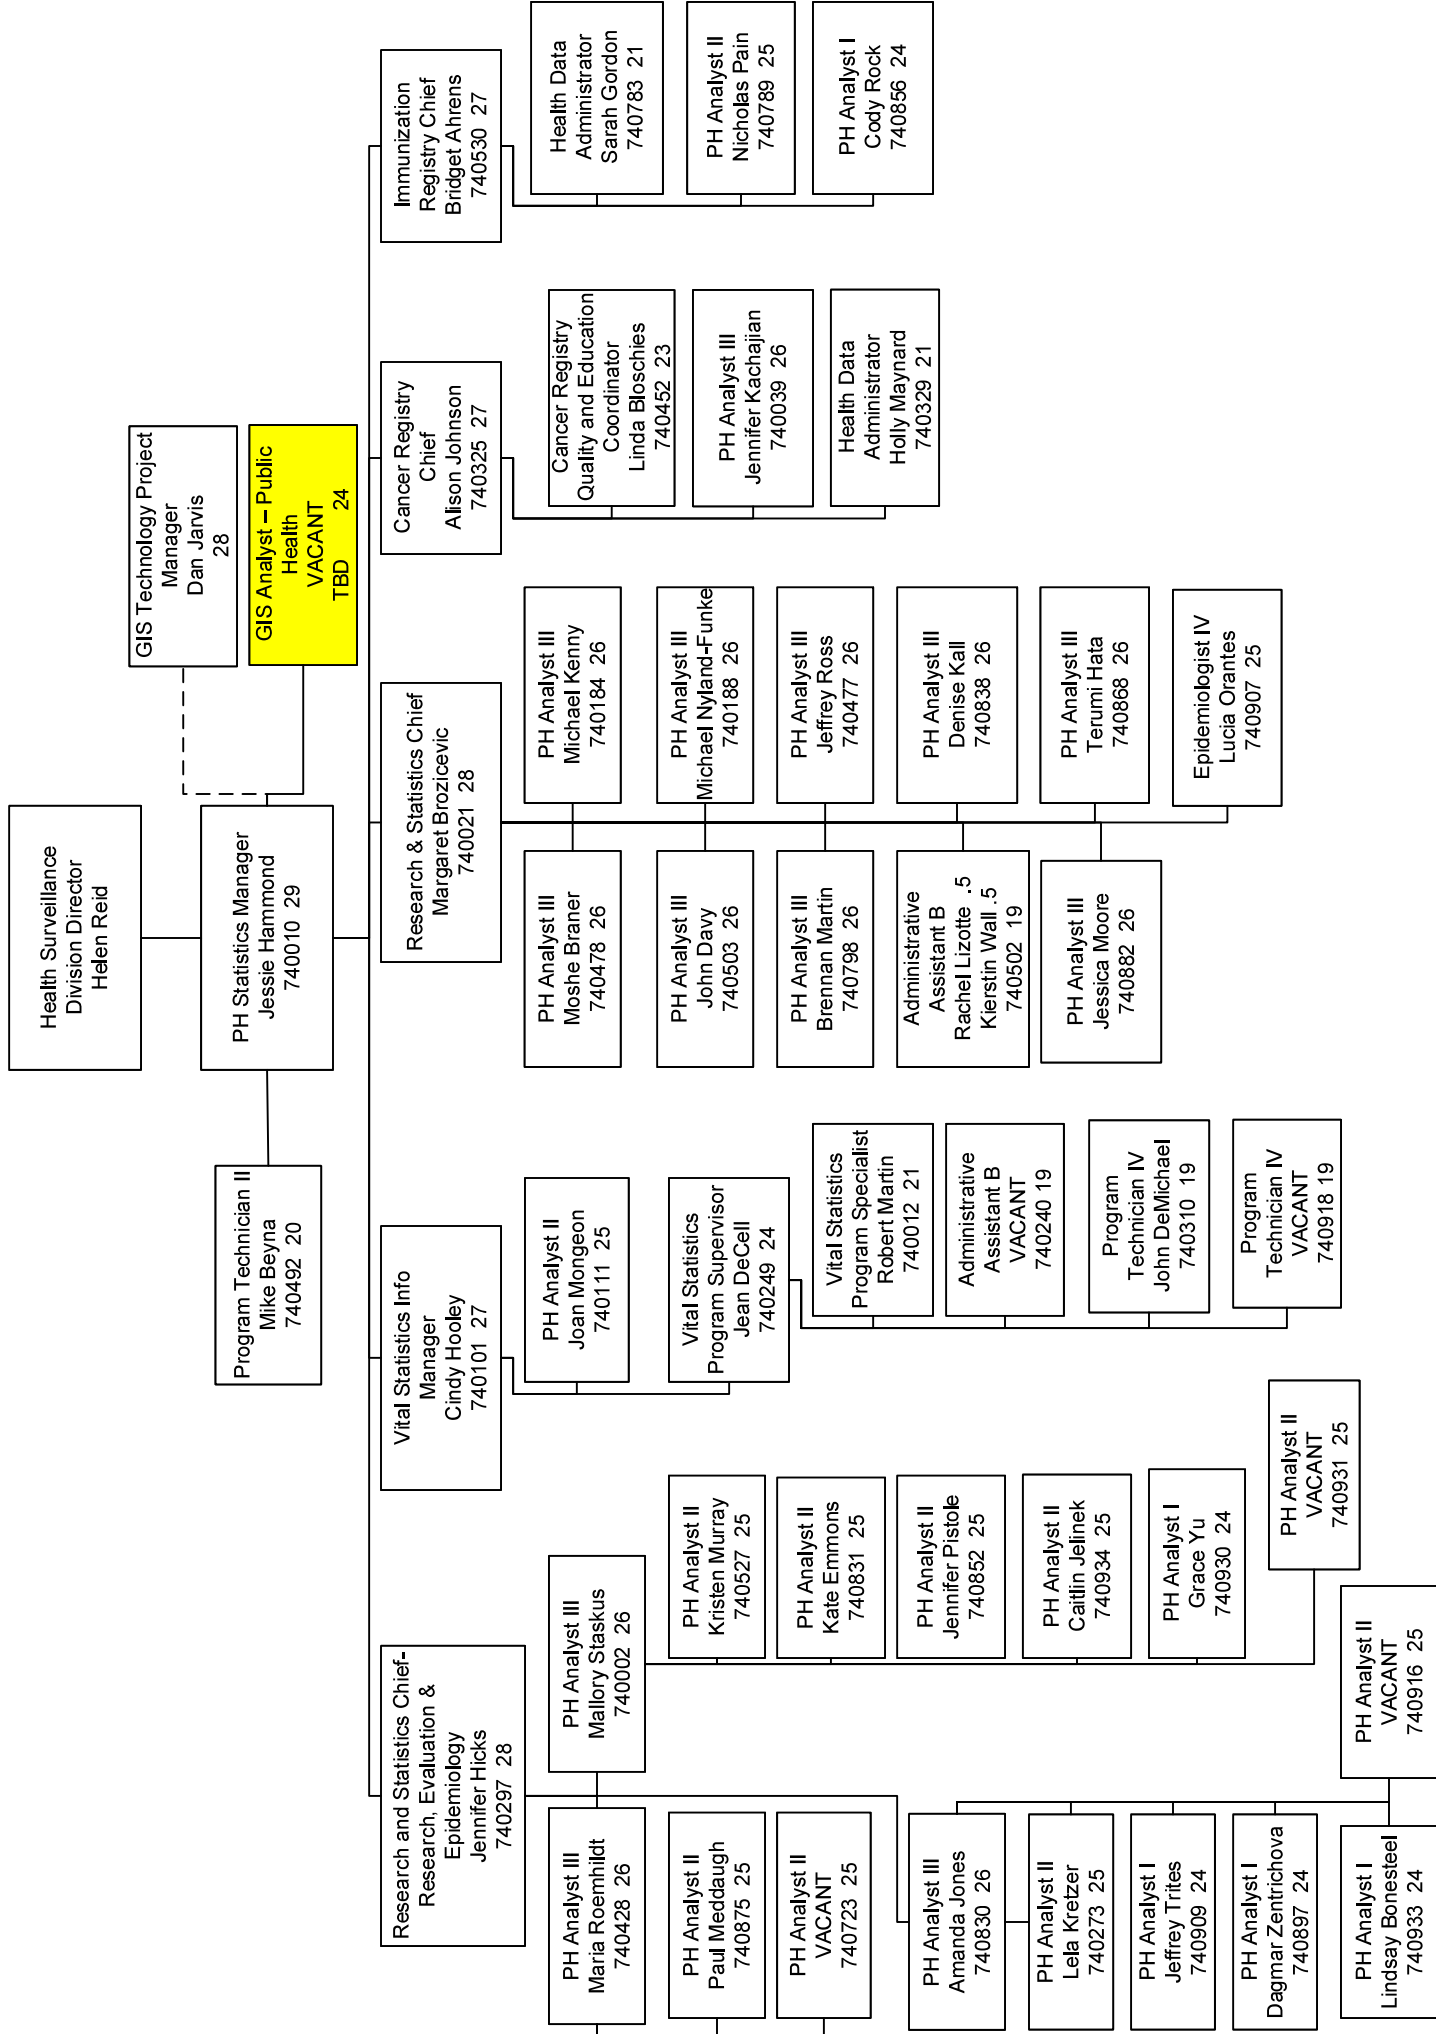 Health Surveillance
Division Director
Helen Reid
PH Statistics Manager
Jessie Hammond
740010  29
Program Technician II
Mike Beyna
740492  20
GIS Technology Project
Manager
Dan Jarvis
28
GIS Analyst – Public
Health
VACANT
TBD        24
Research and Statistics Chief-
Research, Evaluation &
Epidemiology
Jennifer Hicks
740297  28
Vital Statistics Info
Manager
Cindy Hooley
740101  27
Research & Statistics Chief
Margaret Brozicevic
740021  28
Cancer Registry
Chief
Alison Johnson
740325  27
Immunization
Registry Chief
Bridget Ahrens
740530  27
PH Analyst III
Maria Roemhildt
740428  26
PH Analyst II
Paul Meddaugh
740875  25
PH Analyst II
VACANT
740723  25
PH Analyst III
Mallory Staskus
740002  26
PH Analyst II
Kristen Murray
740527  25
PH Analyst II
Kate Emmons
740831  25
PH Analyst II
Jennifer Pistole
740852  25
PH Analyst II
Caitlin Jelinek
740934  25
PH Analyst I
Grace Yu
740930  24
PH Analyst II
VACANT
740931  25
PH Analyst III
Amanda Jones
740830  26
PH Analyst II
Lela Kretzer
740273  25
PH Analyst I
Jeffrey Trites
740909  24
PH Analyst I
Dagmar Zentrichova
740897  24
PH Analyst I
Lindsay Bonesteel
740933  24
PH Analyst II
VACANT
740916  25
PH Analyst II
Joan Mongeon
740111  25
Vital Statistics
Program Supervisor
Jean DeCell
740249  24
Vital Statistics
Program Specialist
Robert Martin
740012  21
Administrative
Assistant B
VACANT
740240 19
Program
Technician IV
John DeMichael
740310  19
Program
Technician IV
VACANT
740918 19
PH Analyst III
Moshe Braner
740478  26
PH Analyst III
Michael Kenny
740184  26
PH Analyst III
John Davy
740503  26
PH Analyst III
Michael Nyland-Funke
740188  26
PH Analyst III
Brennan Martin
740798  26
PH Analyst III
Jeffrey Ross
740477  26
Administrative
Assistant B
Rachel Lizotte  .5
Kierstin Wall .5
740502  19
PH Analyst III
Denise Kall
740838  26
PH Analyst III
Jessica Moore
740882  26
PH Analyst III
Terumi Hata
740868  26
Epidemiologist IV
Lucia Orantes
740907  25
Cancer Registry
Quality and Education
Coordinator
Linda Bloschies
740452  23
PH Analyst III
Jennifer Kachajian
740039  26
Health Data
Administrator
Holly Maynard
740329  21
Health Data
Administrator
Sarah Gordon
740783  21
PH Analyst II
Nicholas Pain
740789  25
PH Analyst I
Cody Rock
740856  24